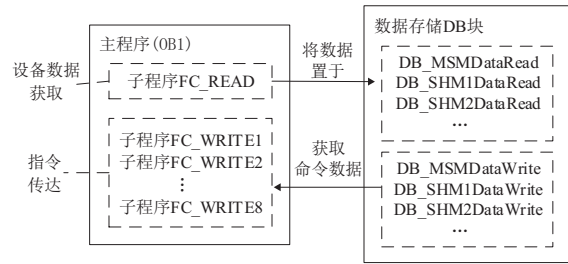 主程序(OB1)
设备数据
获取
子程序FC_READ
指令
传达
子程序FC_WRITE1
子程序FC_WRITE2
⋮
子程序FC_WRITE8
将数据
置于
获取
命令数据
数据存储DB块
DB_MSMDataRead
DB_SHM1DataRead
DB_SHM2DataRead
…
DB_MSMDataWrite
DB_SHM1DataWrite
DB_SHM2DataWrite
…